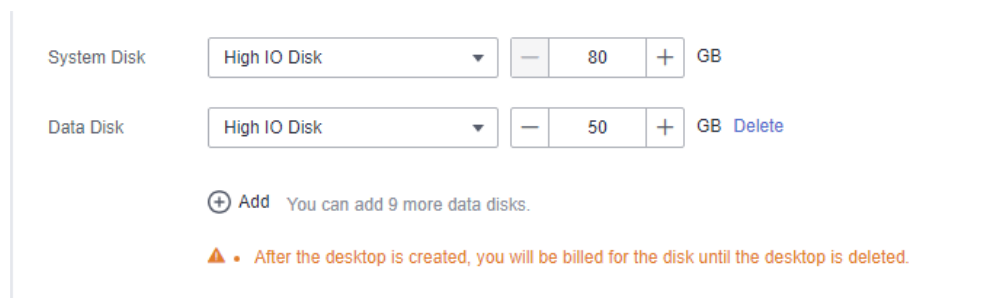 System Disk High IO Disk 80 GB
Data Disk High IO Disk 50 GB Delete
Add You can add 9 more data disks.
• After the desktop is created, you will be billed for the disk until the desktop is deleted.